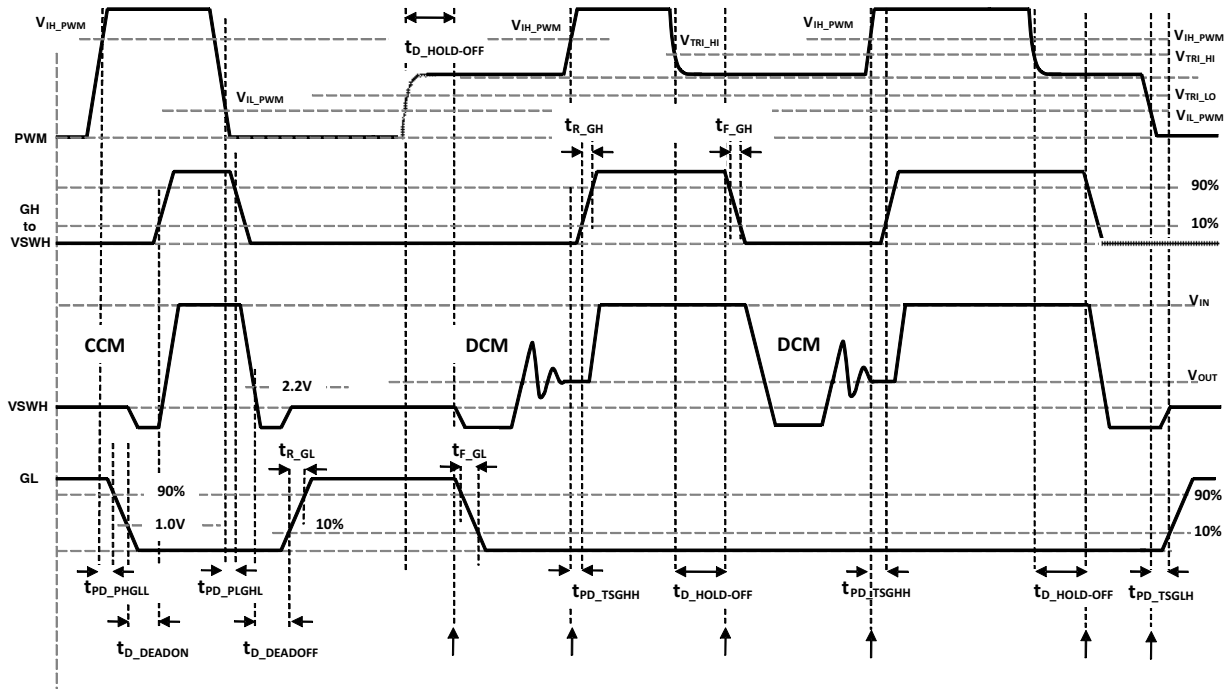 VIH_PWM
VIH_PWM
VIH_PWM
VIH_PWM
tD_HOLD-OFF
VTRI_HI
VTRI_HI
VIL_PWM
VTRI_LO
VIL_PWM
PWM
tR_GH
tF_GH
90%
GH
to
VSWH
10%
VIN
CCM
DCM
DCM
2.2V
VOUT
VSWH
tR_GL
tF_GL
GL
90%
90%
1.0V
10%
10%
tPD_PHGLL
tPD_PLGHL
tPD_TSGHH
tD_HOLD-OFF
tPD_TSGHH
tD_HOLD-OFF
tPD_TSGLH
tD_DEADON
tD_DEADOFF